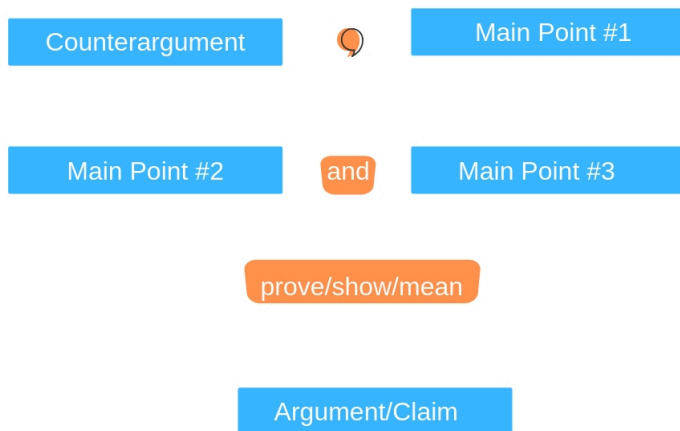 Counterargument , Main Point #1
Main Point #2 and Main Point #3
prove/show/mean
Argument/Claim